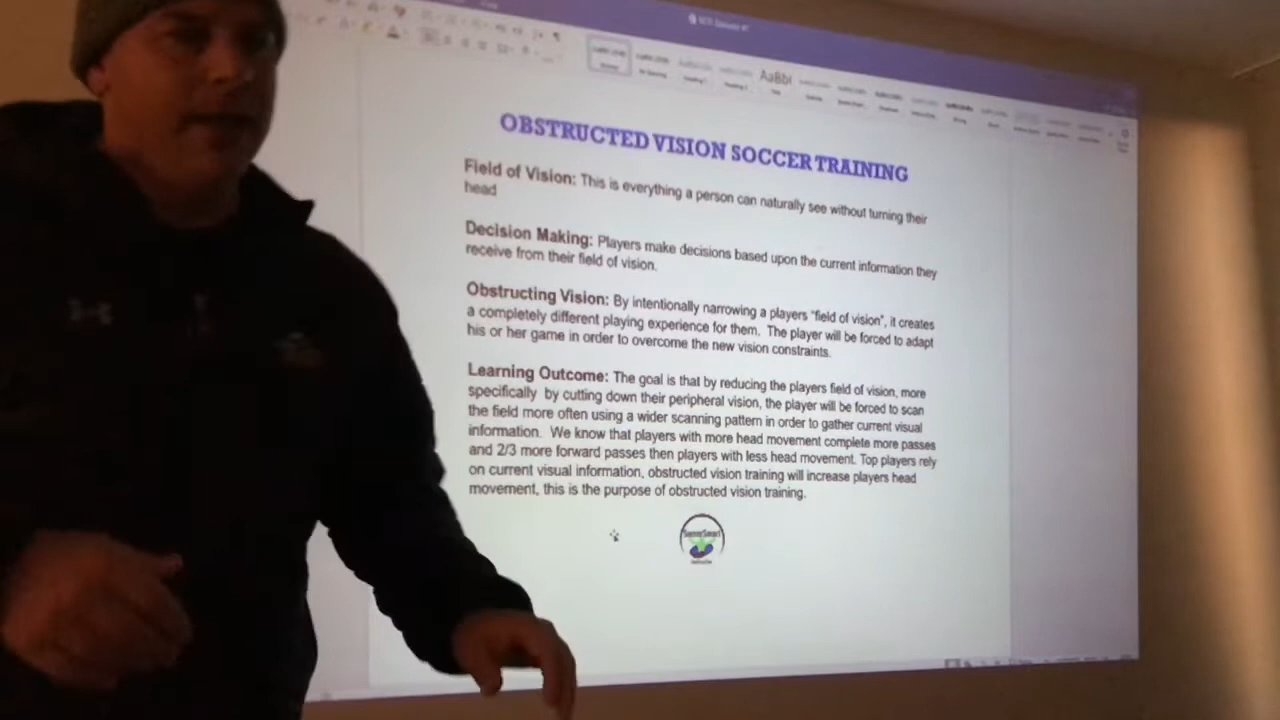 AaBbl
OBSTRUCTED VISION SOCCER TRAINING
Field of Vision: This is everything a person can naturally see without turning their
head
Decision Making: Players make decisions based upon the current information they
receive from their field of vision.
Obstructing Vision: By intentionally narrowing a players "field of vision", it creates
a completely different playing experience for them. The player will be forced to adapt
his or her game in order to overcome the new vision constraints.
Learning Outcome: The goal is that by reducing the players field of vision, more
specifically by cutting down their peripheral vision, the player will be forced to scan
the field more often using a wider scanning pattern in order to gather current visual
information. We know that players with more head movement complete more passes
and 2/3 more forward passes then players with less head movement. Top players rely
on current visual information, obstructed vision training will increase players head
movement, this is the purpose of obstructed vision training.
SoccerSmart